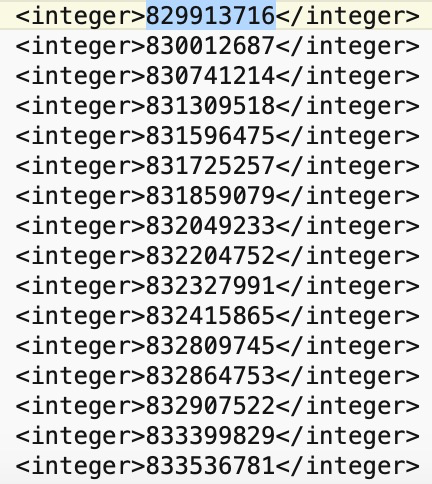 <integer>829913716</integer>
<integer>830012687</integer>
<integer>830741214</integer>
<integer>831309518</integer>
<integer>831596475</integer>
<integer>831725257</integer>
<integer>831859079</integer>
<integer>832049233</integer>
<integer>832204752</integer>
<integer>832327991</integer>
<integer>832415865</integer>
<integer>832809745</integer>
<integer>832864753</integer>
<integer>832907522</integer>
<integer>833399829</integer>
<integer>833536781</integer>